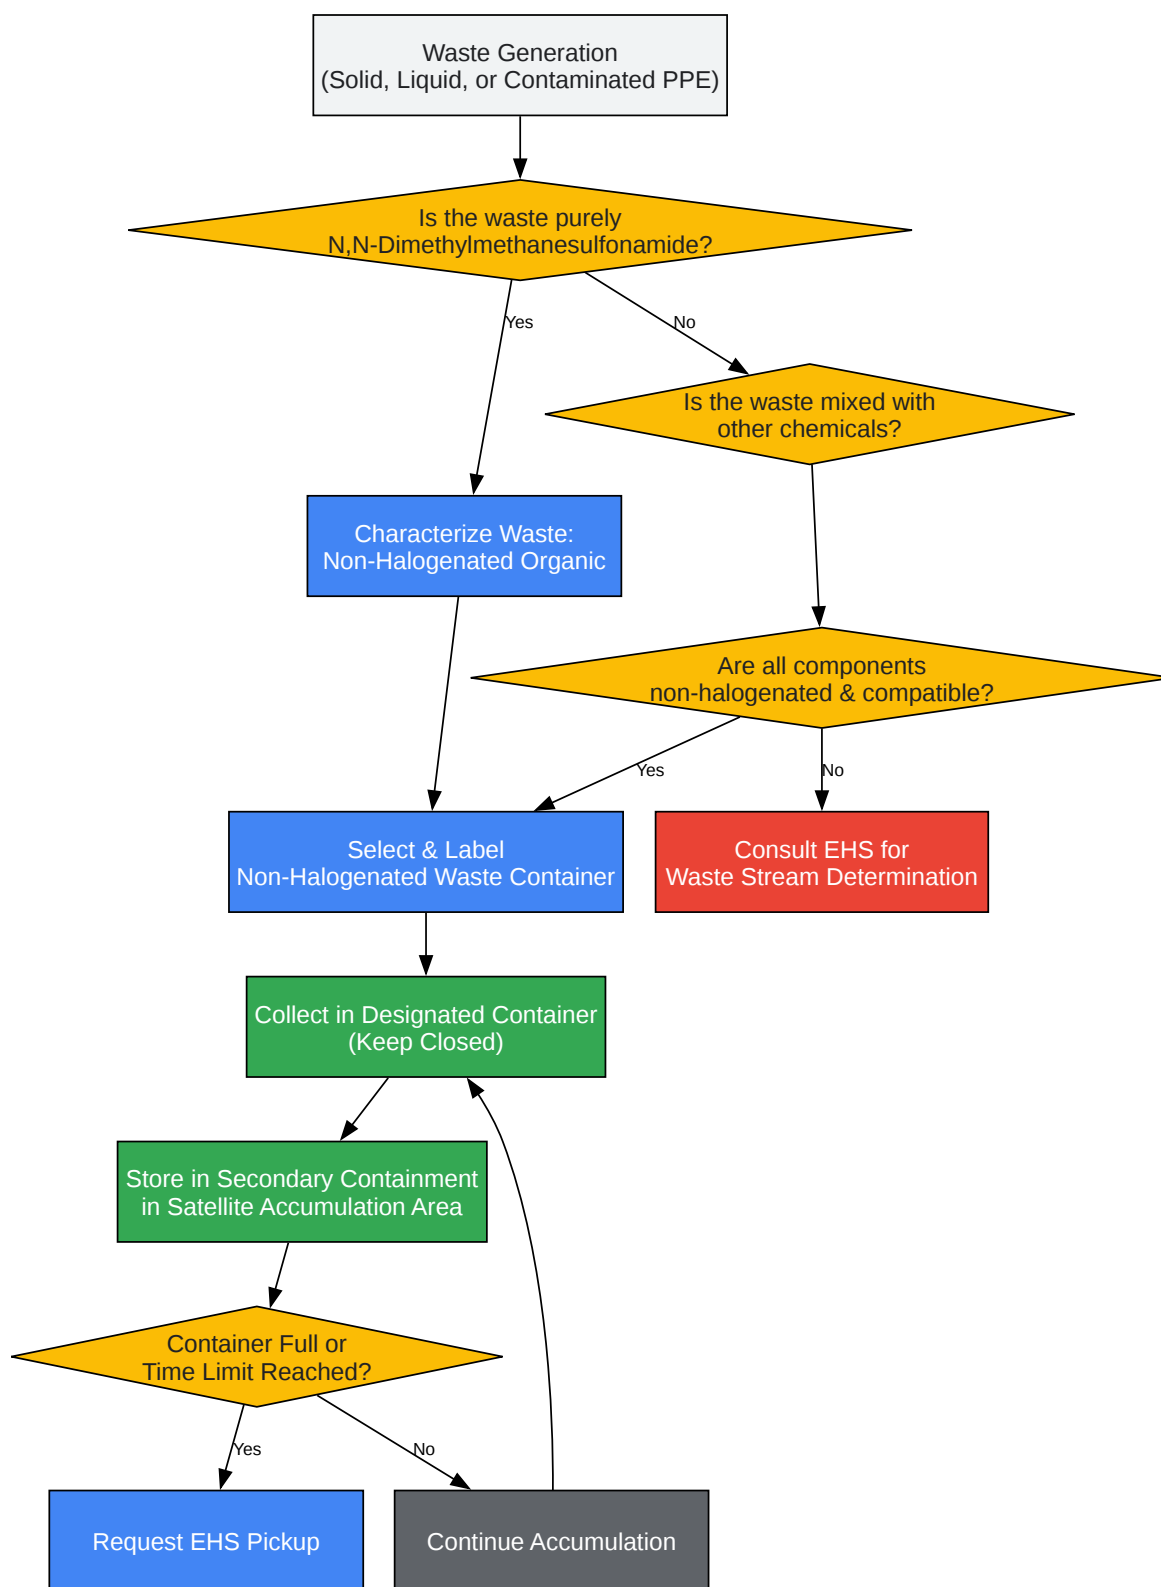 Waste Generation
(Solid, Liquid, or Contaminated PPE)
Is the waste purely
N,N-Dimethylmethanesulfonamide?
Yes
No
Is the waste mixed with
other chemicals?
Characterize Waste:
Non-Halogenated Organic
Are all components
non-halogenated & compatible?
Yes
No
Select & Label
Non-Halogenated Waste Container
Consult EHS for
Waste Stream Determination
Collect in Designated Container
(Keep Closed)
Store in Secondary Containment
in Satellite Accumulation Area
Container Full or
Time Limit Reached?
Yes
No
Request EHS Pickup
Continue Accumulation